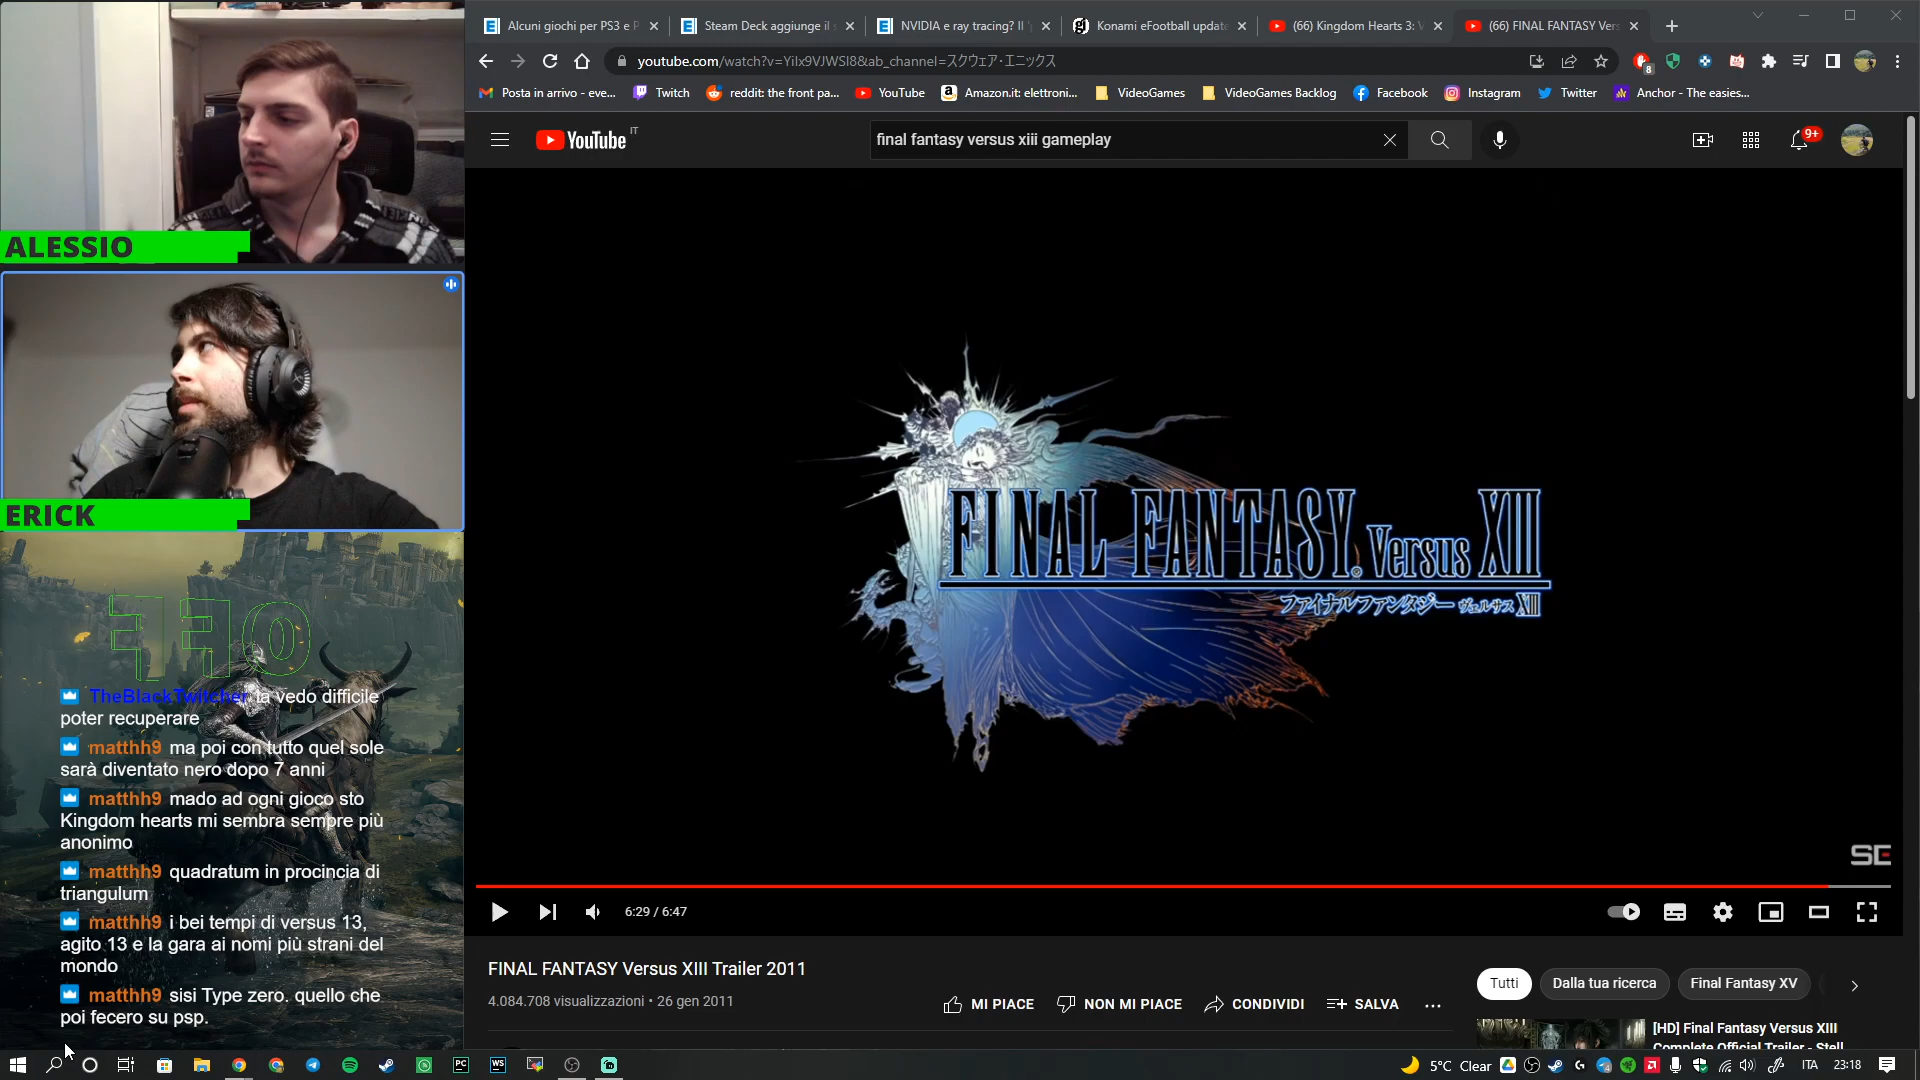 Alcuni giochi per PS3 e P
Steam Deck aggiunge il s
NVIDIA e ray tracing? Il '
Konami eFootball update
(66) Kingdom Hearts 3: V
(66) FINAL FANTASY Vers
youtube.com/watch?v=Yilx9VJWSI8&ab_channel=スクウェア・エニックス
8
Posta in arrivo - eve...
Twitch
reddit: the front pa...
YouTube
Amazon.it: elettroni...
VideoGames
VideoGames Backlog
Facebook
Instagram
Twitter
Anchor - The easies...
YouTube IT
final fantasy versus xiii gameplay
9+
ALESSIO
ERICK
OFF
TheBlackTwitcher la vedo difficile
poter recuperare
matthh9 ma poi con tutto quel sole
sarà diventato nero dopo 7 anni
matthh9 mado ad ogni gioco sto
Kingdom hearts mi sembra sempre più
anonimo
matthh9 quadratum in procincia di
triangulum
matthh9 i bei tempi di versus 13,
agito 13 e la gara ai nomi più strani del
mondo
matthh9 sisi Type zero. quello che
poi fecero su psp.
FINAL FANTASY Versus XIII
ファイナルファンタジー ヴェルサス XIII
SE
6:29 / 6:47
FINAL FANTASY Versus XIII Trailer 2011
4.084.708 visualizzazioni • 26 gen 2011
MI PIACE
NON MI PIACE
CONDIVIDI
SALVA
Tutti
Dalla tua ricerca
Final Fantasy XV
[HD] Final Fantasy Versus XIII
Complete Official Trailer - Stell
PC
WS
5°C Clear
ITA
23:18